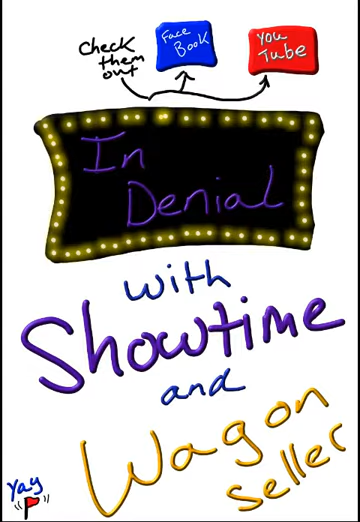 Check
them
out
Face
Book
You
Tube
In
Denial
with
Showtime
and
Wagon
Seller
Yay